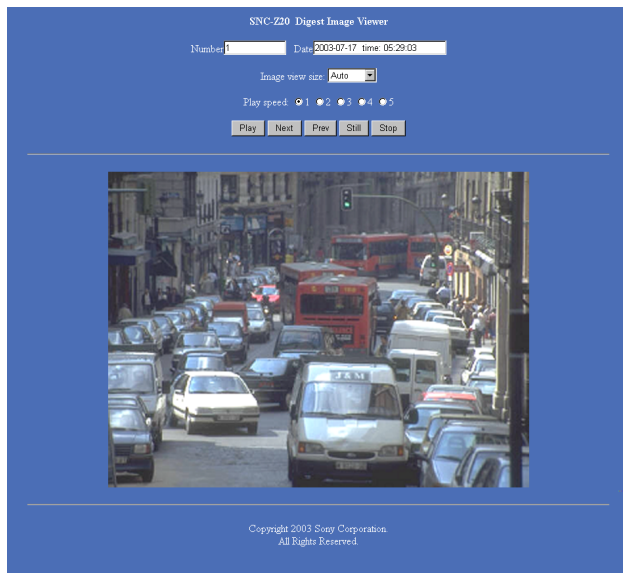 SNC-Z20 Digest Image Viewer
Number 1 Date 2003-07-17 time: 05:29:03
Image view size: Auto
Play speed: 1 2 3 4 5
Play Next Prev Still Stop
J&M
Copyright 2003 Sony Corporation.
All Rights Reserved.